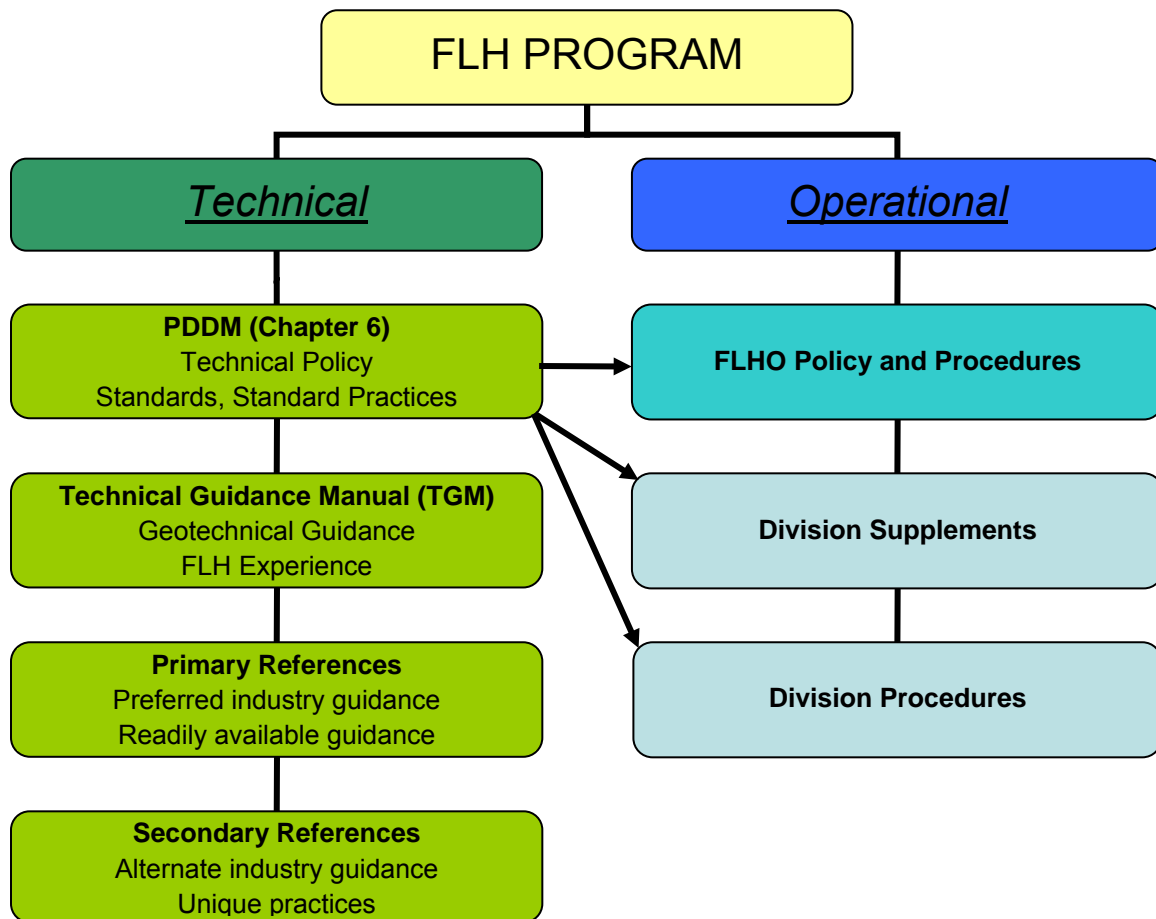 FLH PROGRAM
Technical
Operational
PDDM (Chapter 6)
Technical Policy
Standards, Standard Practices
FLHO Policy and Procedures
Technical Guidance Manual (TGM)
Geotechnical Guidance
FLH Experience
Division Supplements
Primary References
Preferred industry guidance
Readily available guidance
Division Procedures
Secondary References
Alternate industry guidance
Unique practices